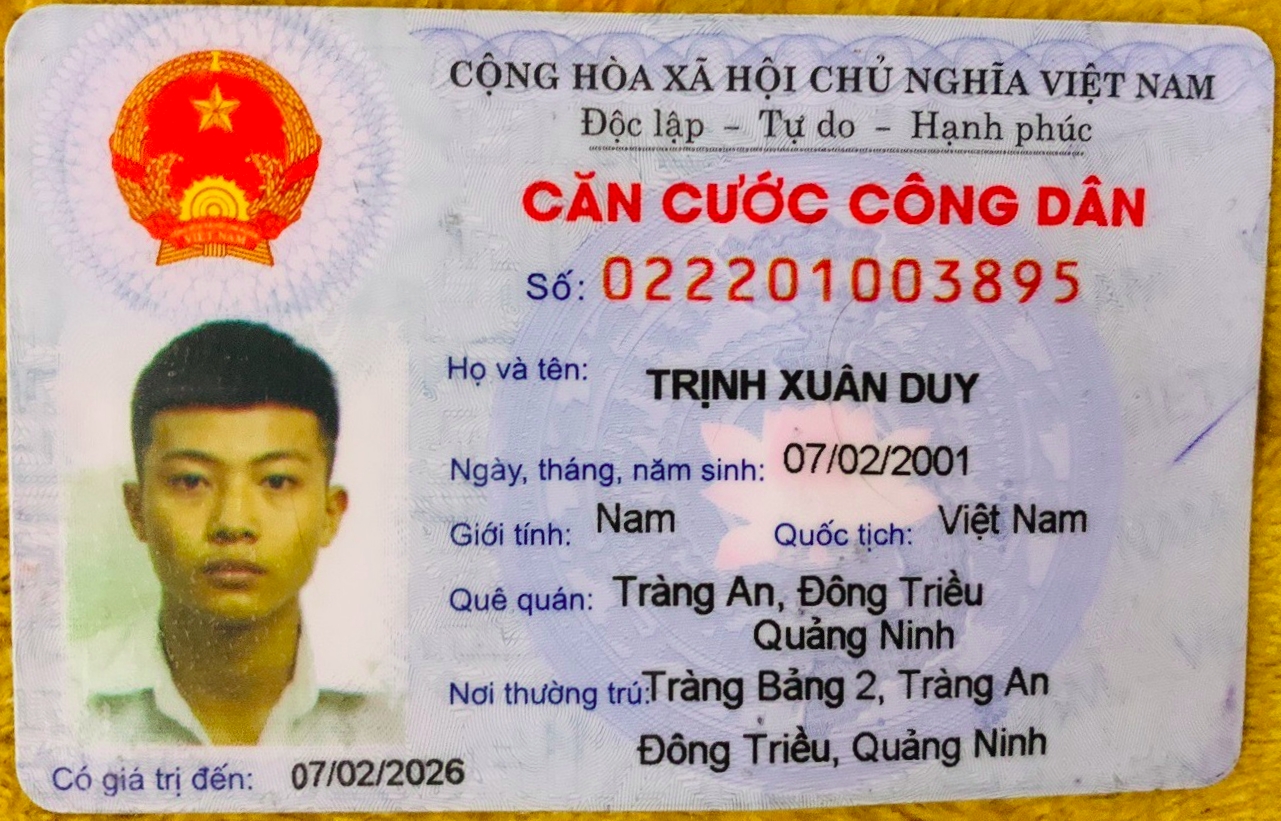 CỘNG HÒA XÃ HỘI CHỦ NGHĨA VIỆT NAM
Độc lập – Tự do – Hạnh phúc
CĂN CƯỚC CÔNG DÂN
Số: 022201003895
Họ và tên: TRỊNH XUÂN DUY
Ngày, tháng, năm sinh: 07/02/2001
Giới tính: Nam Quốc tịch: Việt Nam
Quê quán: Tràng An, Đông Triều
Quảng Ninh
Nơi thường trú: Tràng Bảng 2, Tràng An
Đông Triều, Quảng Ninh
Có giá trị đến: 07/02/2026
VIỆT NAM